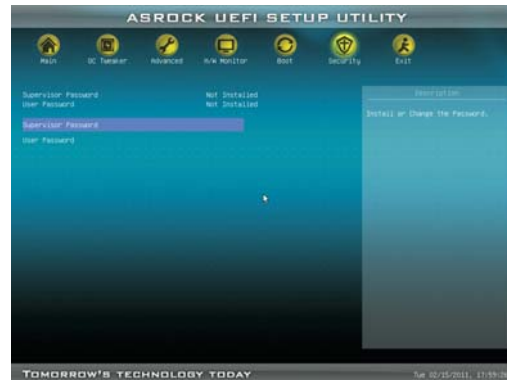 ASROCK UEFI SETUP UTILITY
Main OC Tweaker Advanced H/W Monitor Boot Security Exit
Supervisor Password Not Installed
User Password Not Installed
Supervisor Password
User Password
Description
Install or Change the Password.
TOMORROW'S TECHNOLOGY TODAY
Tue 02/15/2011, 17:59:26